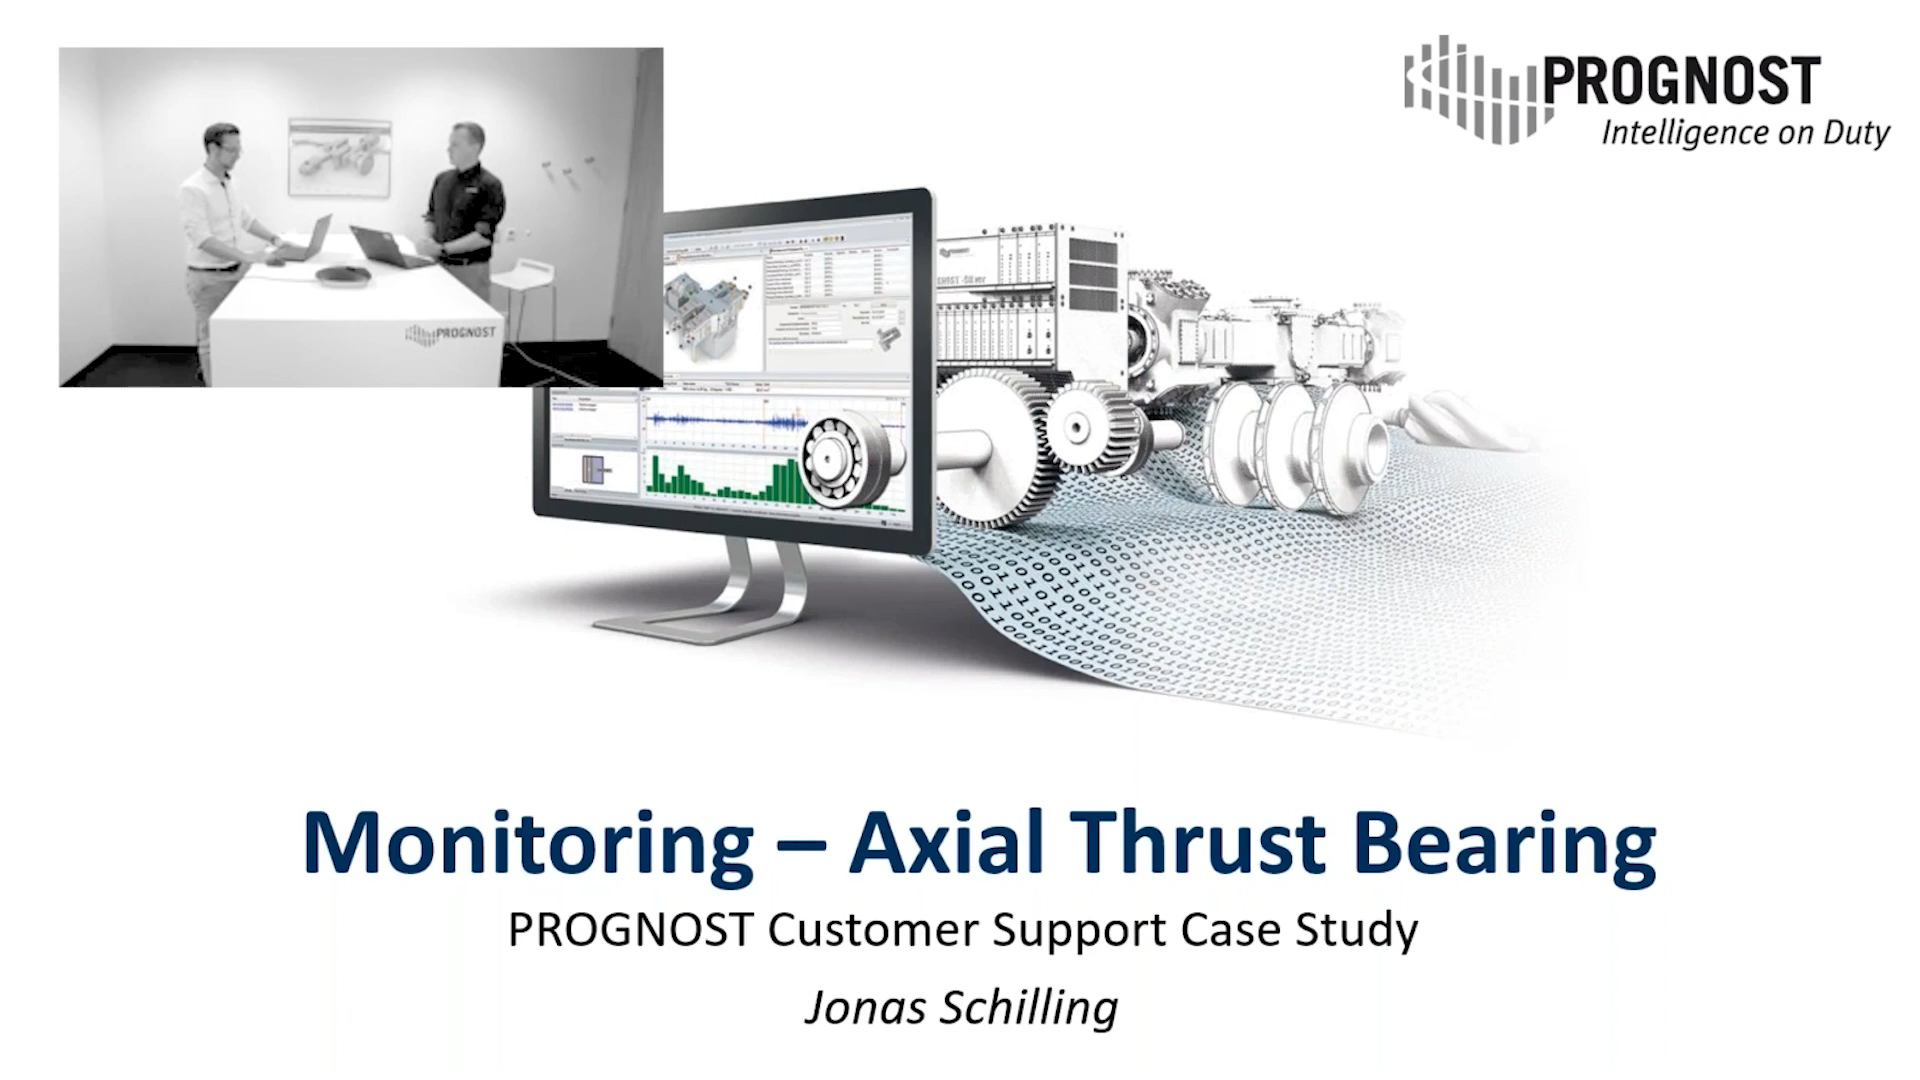 PROGNOST
Intelligence on Duty
PROGNOST
Monitoring – Axial Thrust Bearing
PROGNOST Customer Support Case Study
Jonas Schilling